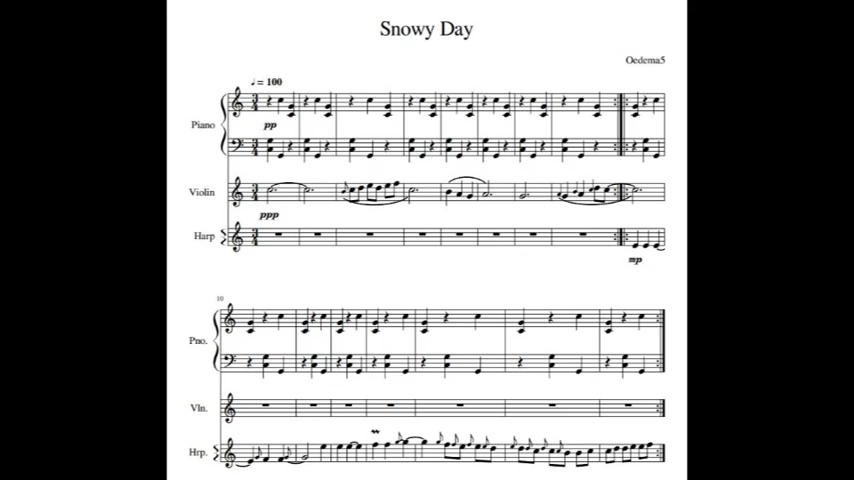 Snowy Day
Oedema5
♩ = 100
Piano
pp
Violin
ppp
Harp
mp
10
Pno.
Vln.
Hrp.